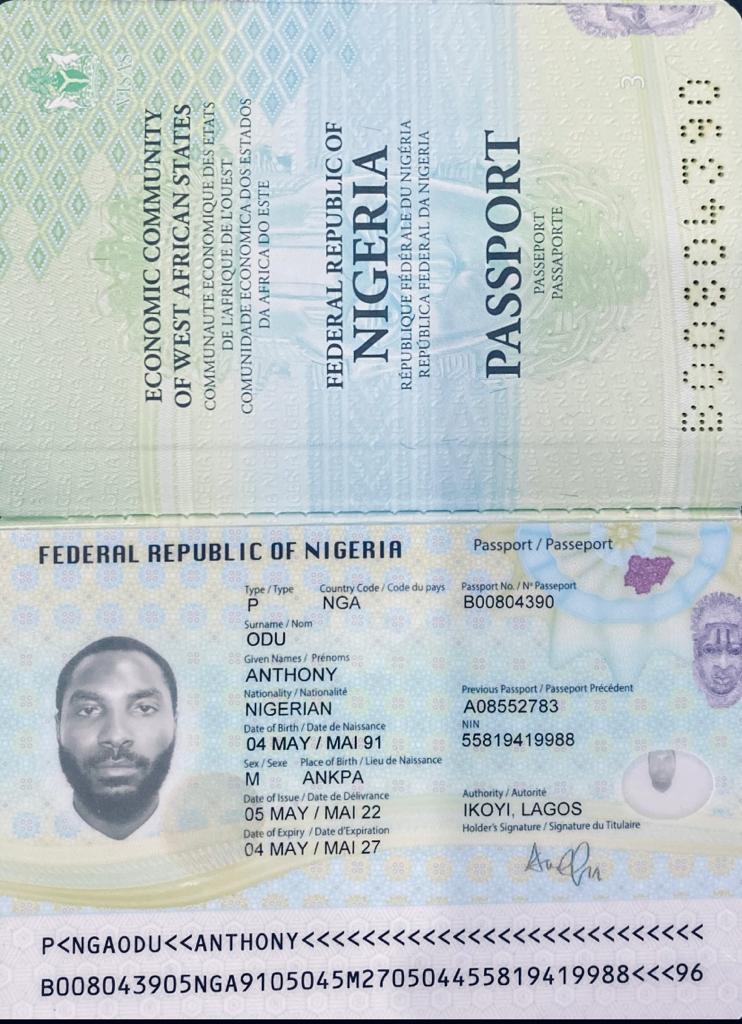 VISAS
3
ECONOMIC COMMUNITY
OF WEST AFRICAN STATES
COMMUNAUTE ECONOMIQUE DES ETATS
DE L'AFRIQUE DE L'OUEST
COMUNIDADE ECONOMICA DOS ESTADOS
DA AFRICA DO ESTE
FEDERAL REPUBLIC OF
NIGERIA
RÉPUBLIQUE FÉDÉRALE DU NIGÉRIA
REPÚBLICA FEDERAL DA NIGERIA
PASSPORT
PASSEPORT
PASSAPORTE
B00804390
FEDERAL REPUBLIC OF NIGERIA
Passport / Passeport
Type / Type Country Code / Code du pays Passport No. / Nº Passeport
P NGA B00804390
Surname / Nom
ODU
Given Names / Prénoms
ANTHONY
Nationality / Nationalité Previous Passport / Passeport Précédent
NIGERIAN A08552783
Date of Birth / Date de Naissance NIN
04 MAY / MAI 91 55819419988
Sex / Sexe Place of Birth / Lieu de Naissance
M ANKPA
Date of Issue / Date de Délivrance Authority / Autorité
05 MAY / MAI 22 IKOYI, LAGOS
Date of Expiry / Date d'Expiration Holder's Signature / Signature du Titulaire
04 MAY / MAI 27
P<NGAODU<<ANTHONY<<<<<<<<<<<<<<<<<<<<<<<<<<<
B008043905NGA9105045M270504455819419988<<<96